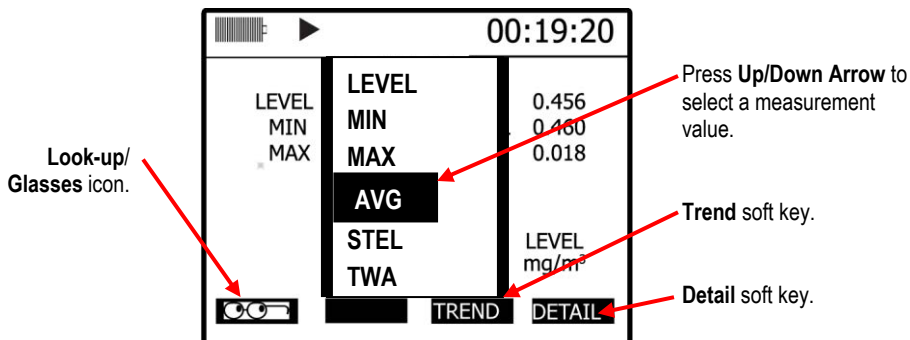 00:19:20
LEVEL
MIN
MAX
LEVEL
MIN
MAX
AVG
STEL
TWA
0.456
0.460
0.018
LEVEL
mg/m³
TREND
DETAIL
Look-up/
Glasses icon.
Press Up/Down Arrow to
select a measurement
value.
Trend soft key.
Detail soft key.